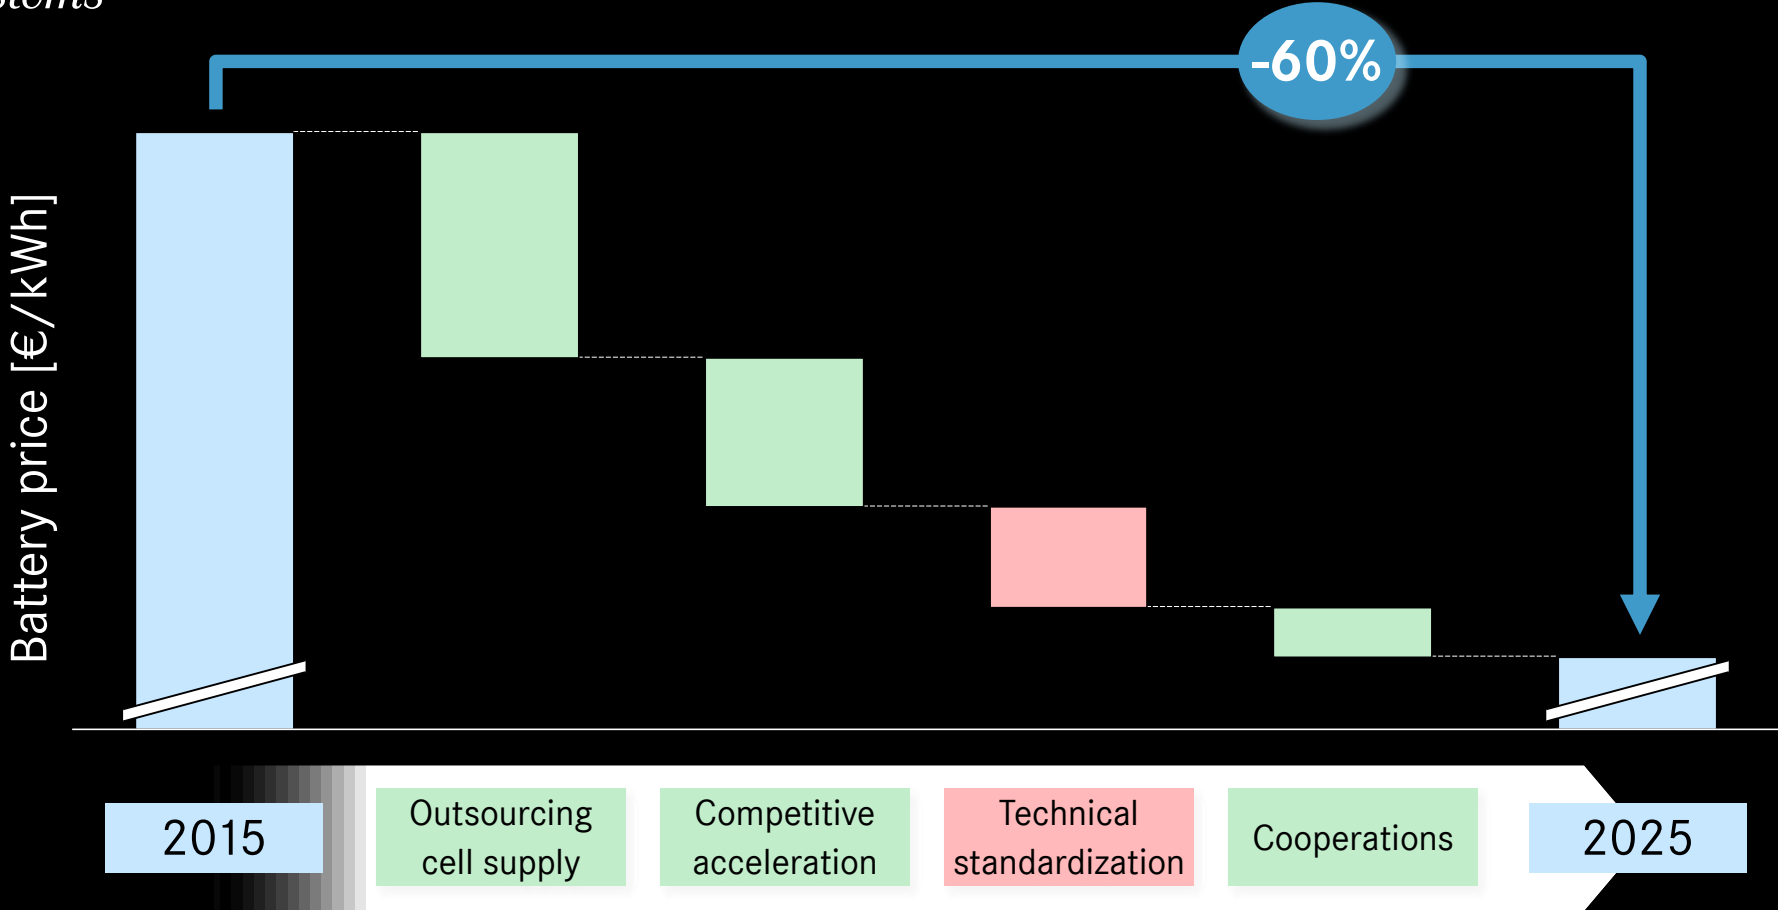 -60%
Battery price [€/kWh]
2015
Outsourcing
cell supply
Competitive
acceleration
Technical
standardization
Cooperations
2025